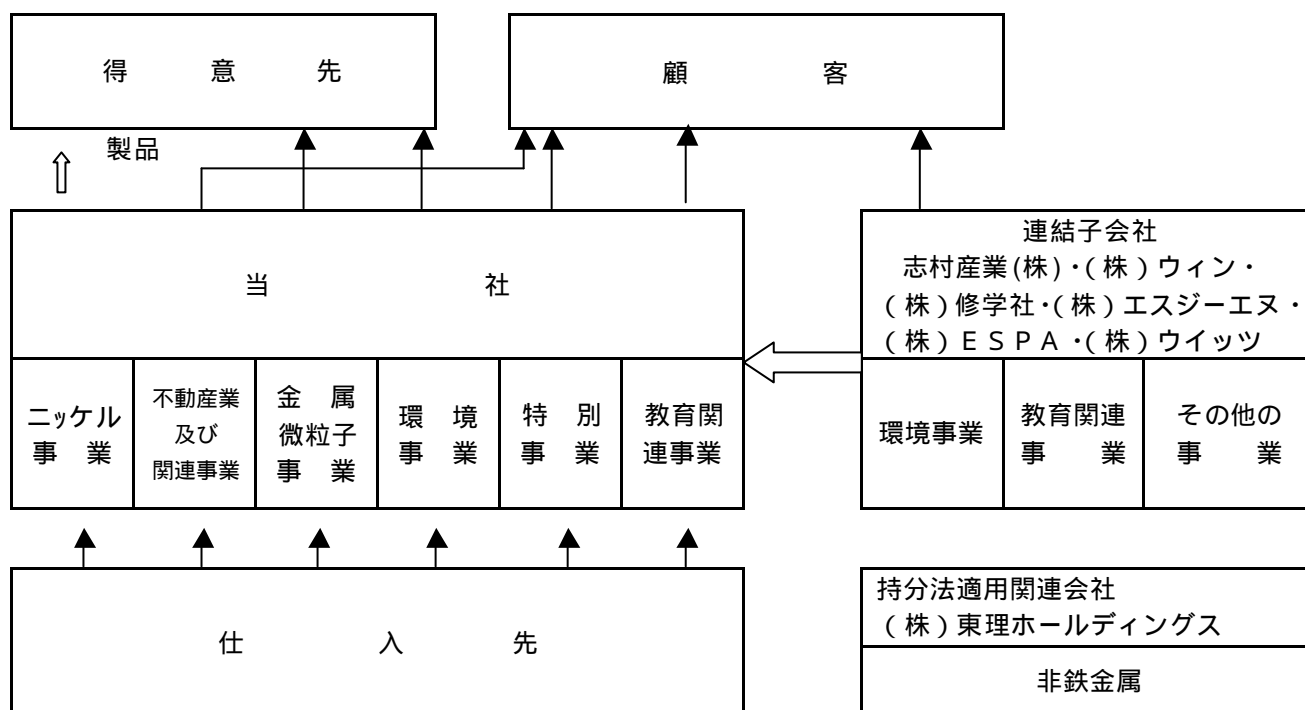 得意先
顧客
製品
当社
連結子会社
志村産業(株)・(株)ウィン・
(株)修学社・(株)エスジーエヌ・
(株)ESPA・(株)ウイッツ
ニッケル
事業
不動産業
及び
関連事業
金属
微粒子
事業
環境
事業
特別
事業
教育関
連事業
環境事業
教育関連
事業
その他の
事業
仕入先
持分法適用関連会社
(株)東理ホールディングス
非鉄金属